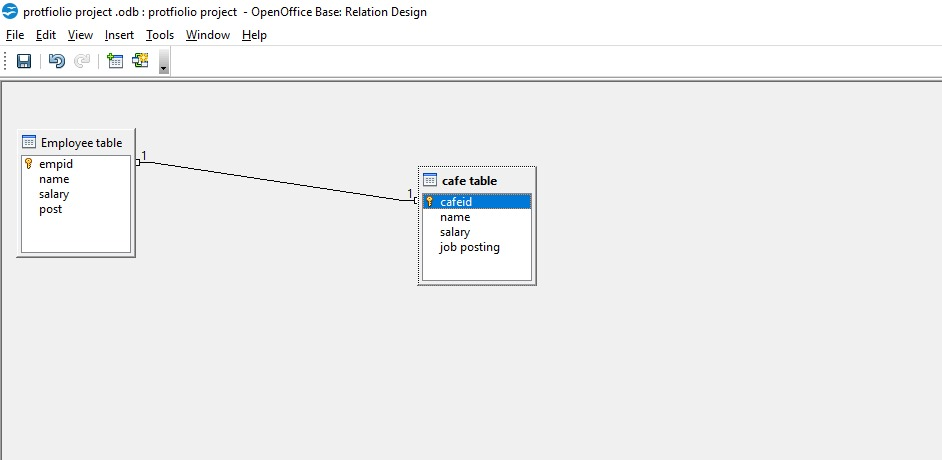 protfiolio project .odb : protfiolio project - OpenOffice Base: Relation Design
File Edit View Insert Tools Window Help
Employee table
empid
name
salary
post
1
1
cafe table
cafeid
name
salary
job posting